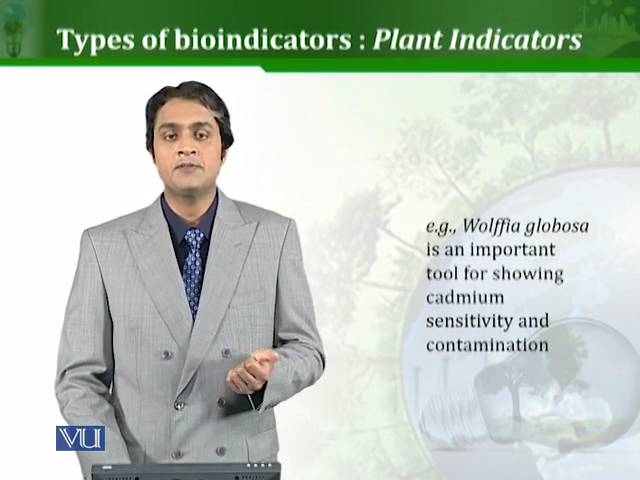 Types of bioindicators : Plant Indicators
e.g., Wolffia globosa
is an important
tool for showing
cadmium
sensitivity and
contamination
VU